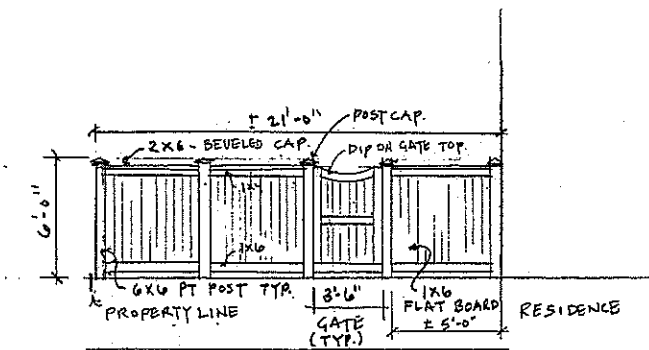 ± 21'-0"
POST CAP.
2X6 - BEVELED CAP.
DIP ON GATE TOP.
6'-0"
1X6
6X6 PT POST TYP.
PROPERTY LINE
3'-6"
GATE
(TYP.)
1X6
FLAT BOARD
± 5'-0"
RESIDENCE